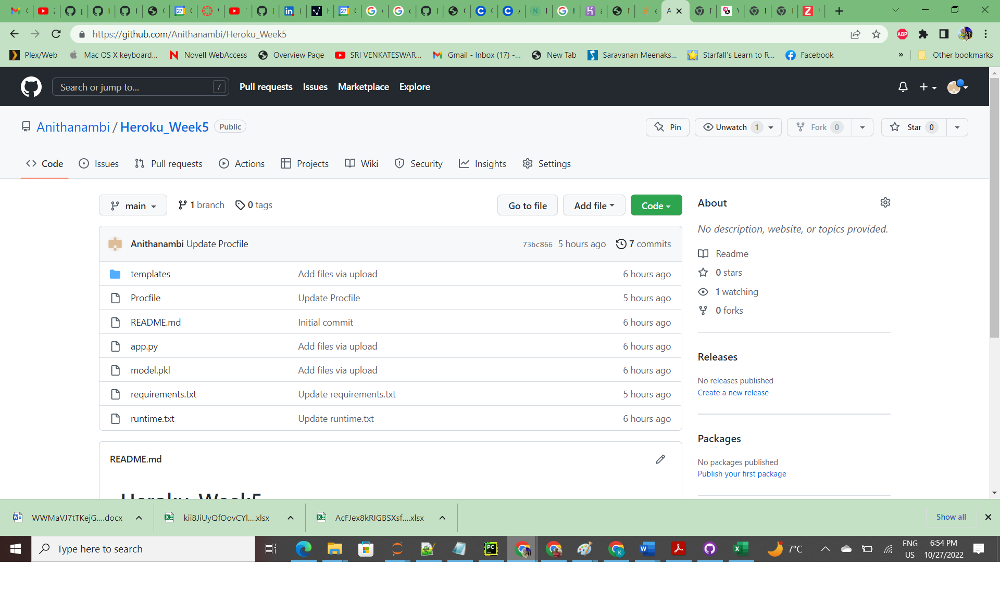 https://github.com/Anithanambi/Heroku_Week5
Plex/Web Mac OS X keyboard... Novell WebAccess Overview Page SRI VENKATESWAR... Gmail - Inbox (17) -... New Tab Saravanan Meenaks... Starfall's Learn to R... Facebook » Other bookmarks
Search or jump to... / Pull requests Issues Marketplace Explore
Anithanambi / Heroku_Week5 Public Pin Unwatch 1 Fork 0 Star 0
Code Issues Pull requests Actions Projects Wiki Security Insights Settings
main 1 branch 0 tags Go to file Add file Code
Anithanambi Update Procfile 73bc866 5 hours ago 7 commits
templates Add files via upload 6 hours ago
Procfile Update Procfile 5 hours ago
README.md Initial commit 6 hours ago
app.py Add files via upload 6 hours ago
model.pkl Add files via upload 6 hours ago
requirements.txt Update requirements.txt 5 hours ago
runtime.txt Update runtime.txt 6 hours ago
README.md
Heroku_Week5
About
No description, website, or topics provided.
Readme
0 stars
1 watching
0 forks
Releases
No releases published
Create a new release
Packages
No packages published
Publish your first package
WWMaVJ7tTKejG....docx kii8JiUyQfOovCYl....xlsx AcFJex8kRIGBSXsf....xlsx Show all
Type here to search 7°C ENG US 6:54 PM 10/27/2022